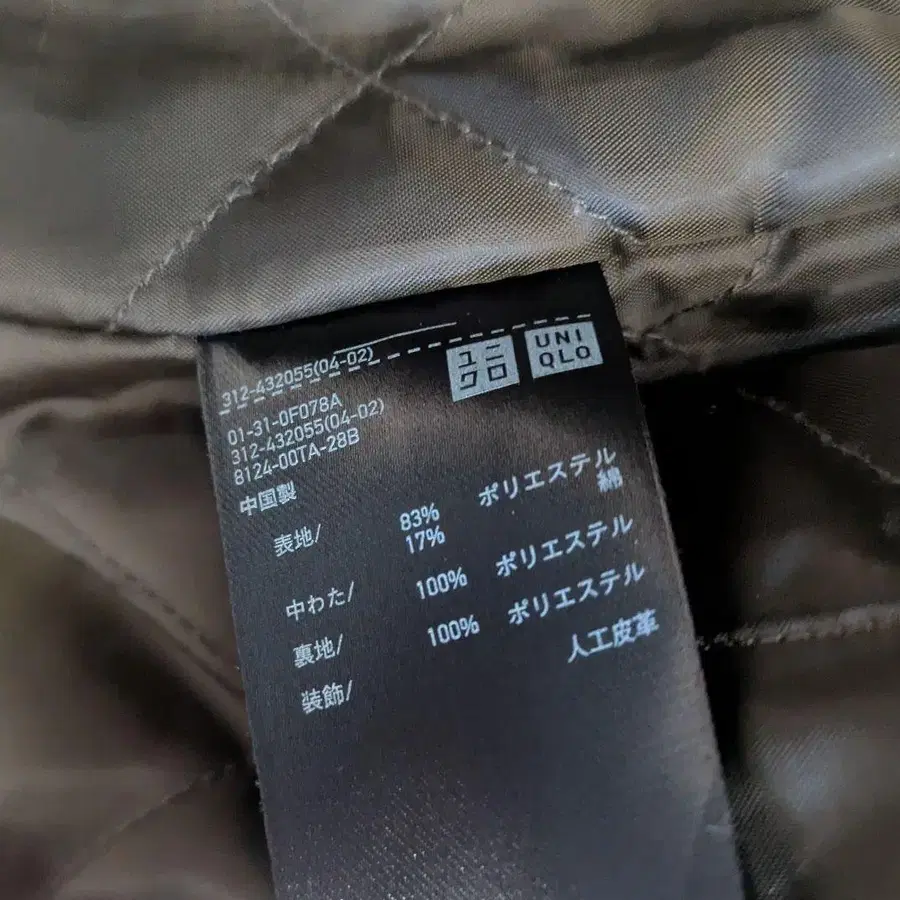 312-432055(04-02)
ユニ
クロ
UNI
QLO
01-31-0F078A
312-432055(04-02)
8124-00TA-28B
中国製
表地/ 83% ポリエステル
17% 綿
中わた/ 100% ポリエステル
裏地/ 100% ポリエステル
装飾/ 人工皮革